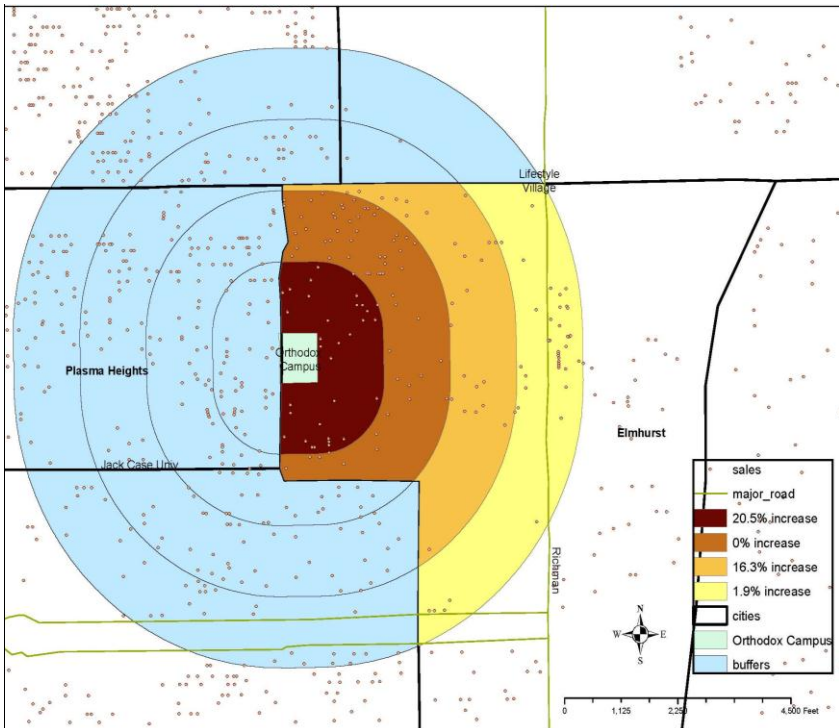 Lifestyle
Village
Orthodox
Campus
Plasma Heights
Elmhurst
Jack Case Univ
Richman
sales
major_road
20.5% increase
0% increase
16.3% increase
1.9% increase
cities
Orthodox Campus
buffers
N
W
E
S
0
1,125
2,250
4,500 Feet